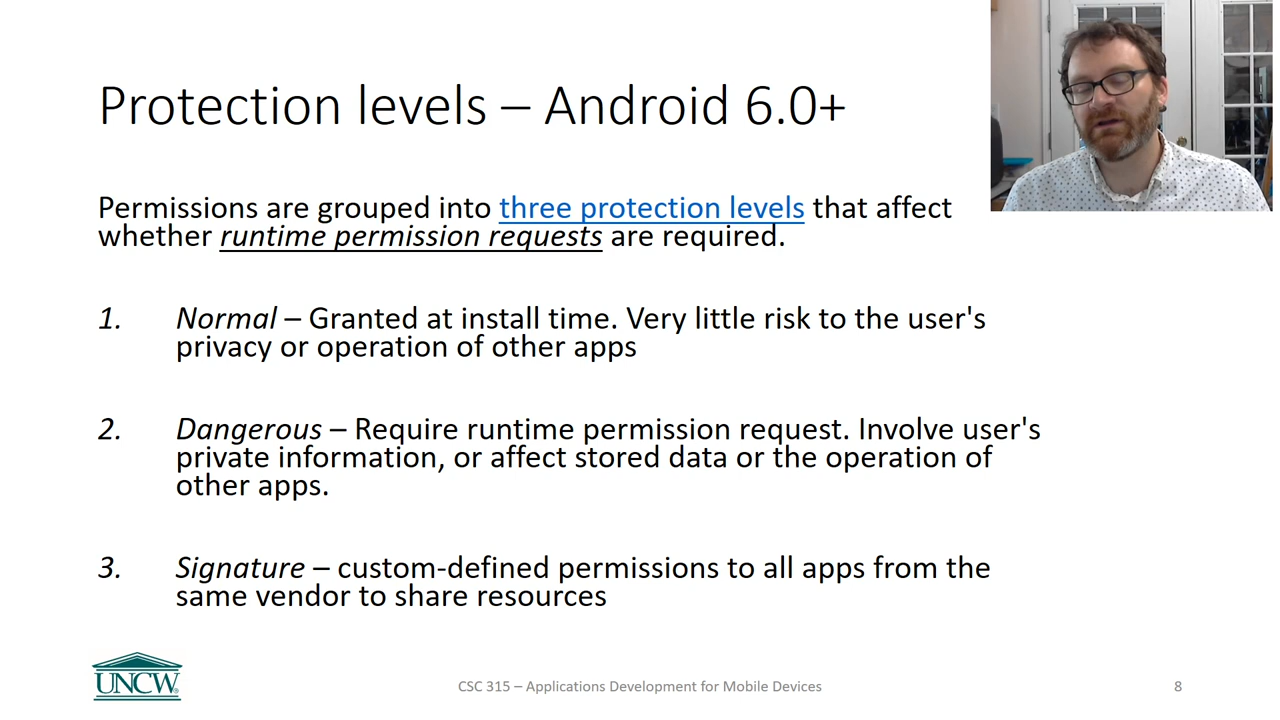 Protection levels – Android 6.0+
Permissions are grouped into three protection levels that affect
whether runtime permission requests are required.
1. Normal – Granted at install time. Very little risk to the user's
privacy or operation of other apps
2. Dangerous – Require runtime permission request. Involve user's
private information, or affect stored data or the operation of
other apps.
3. Signature – custom-defined permissions to all apps from the
same vendor to share resources
UNCW
CSC 315 – Applications Development for Mobile Devices
8